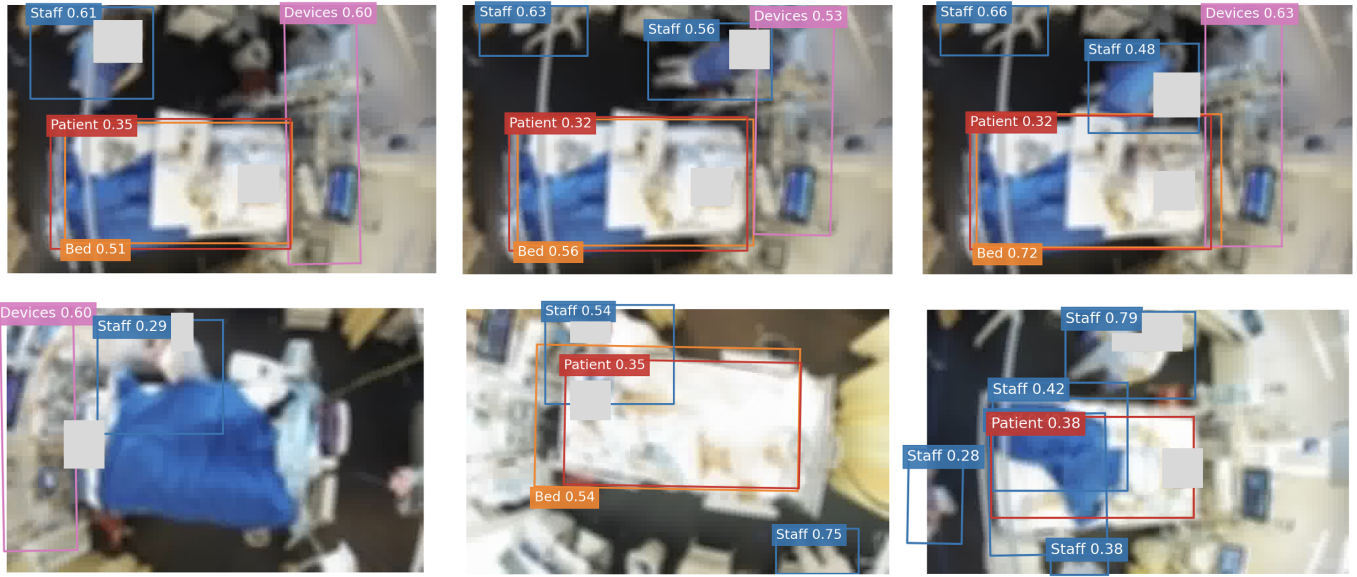 Staff 0.61
Devices 0.60
Patient 0.35
Bed 0.51
Staff 0.63
Staff 0.56
Devices 0.53
Patient 0.32
Bed 0.56
Staff 0.66
Devices 0.63
Staff 0.48
Patient 0.32
Bed 0.72
Devices 0.60
Staff 0.29
Staff 0.54
Patient 0.35
Bed 0.54
Staff 0.75
Staff 0.79
Staff 0.42
Patient 0.38
Staff 0.28
Staff 0.38